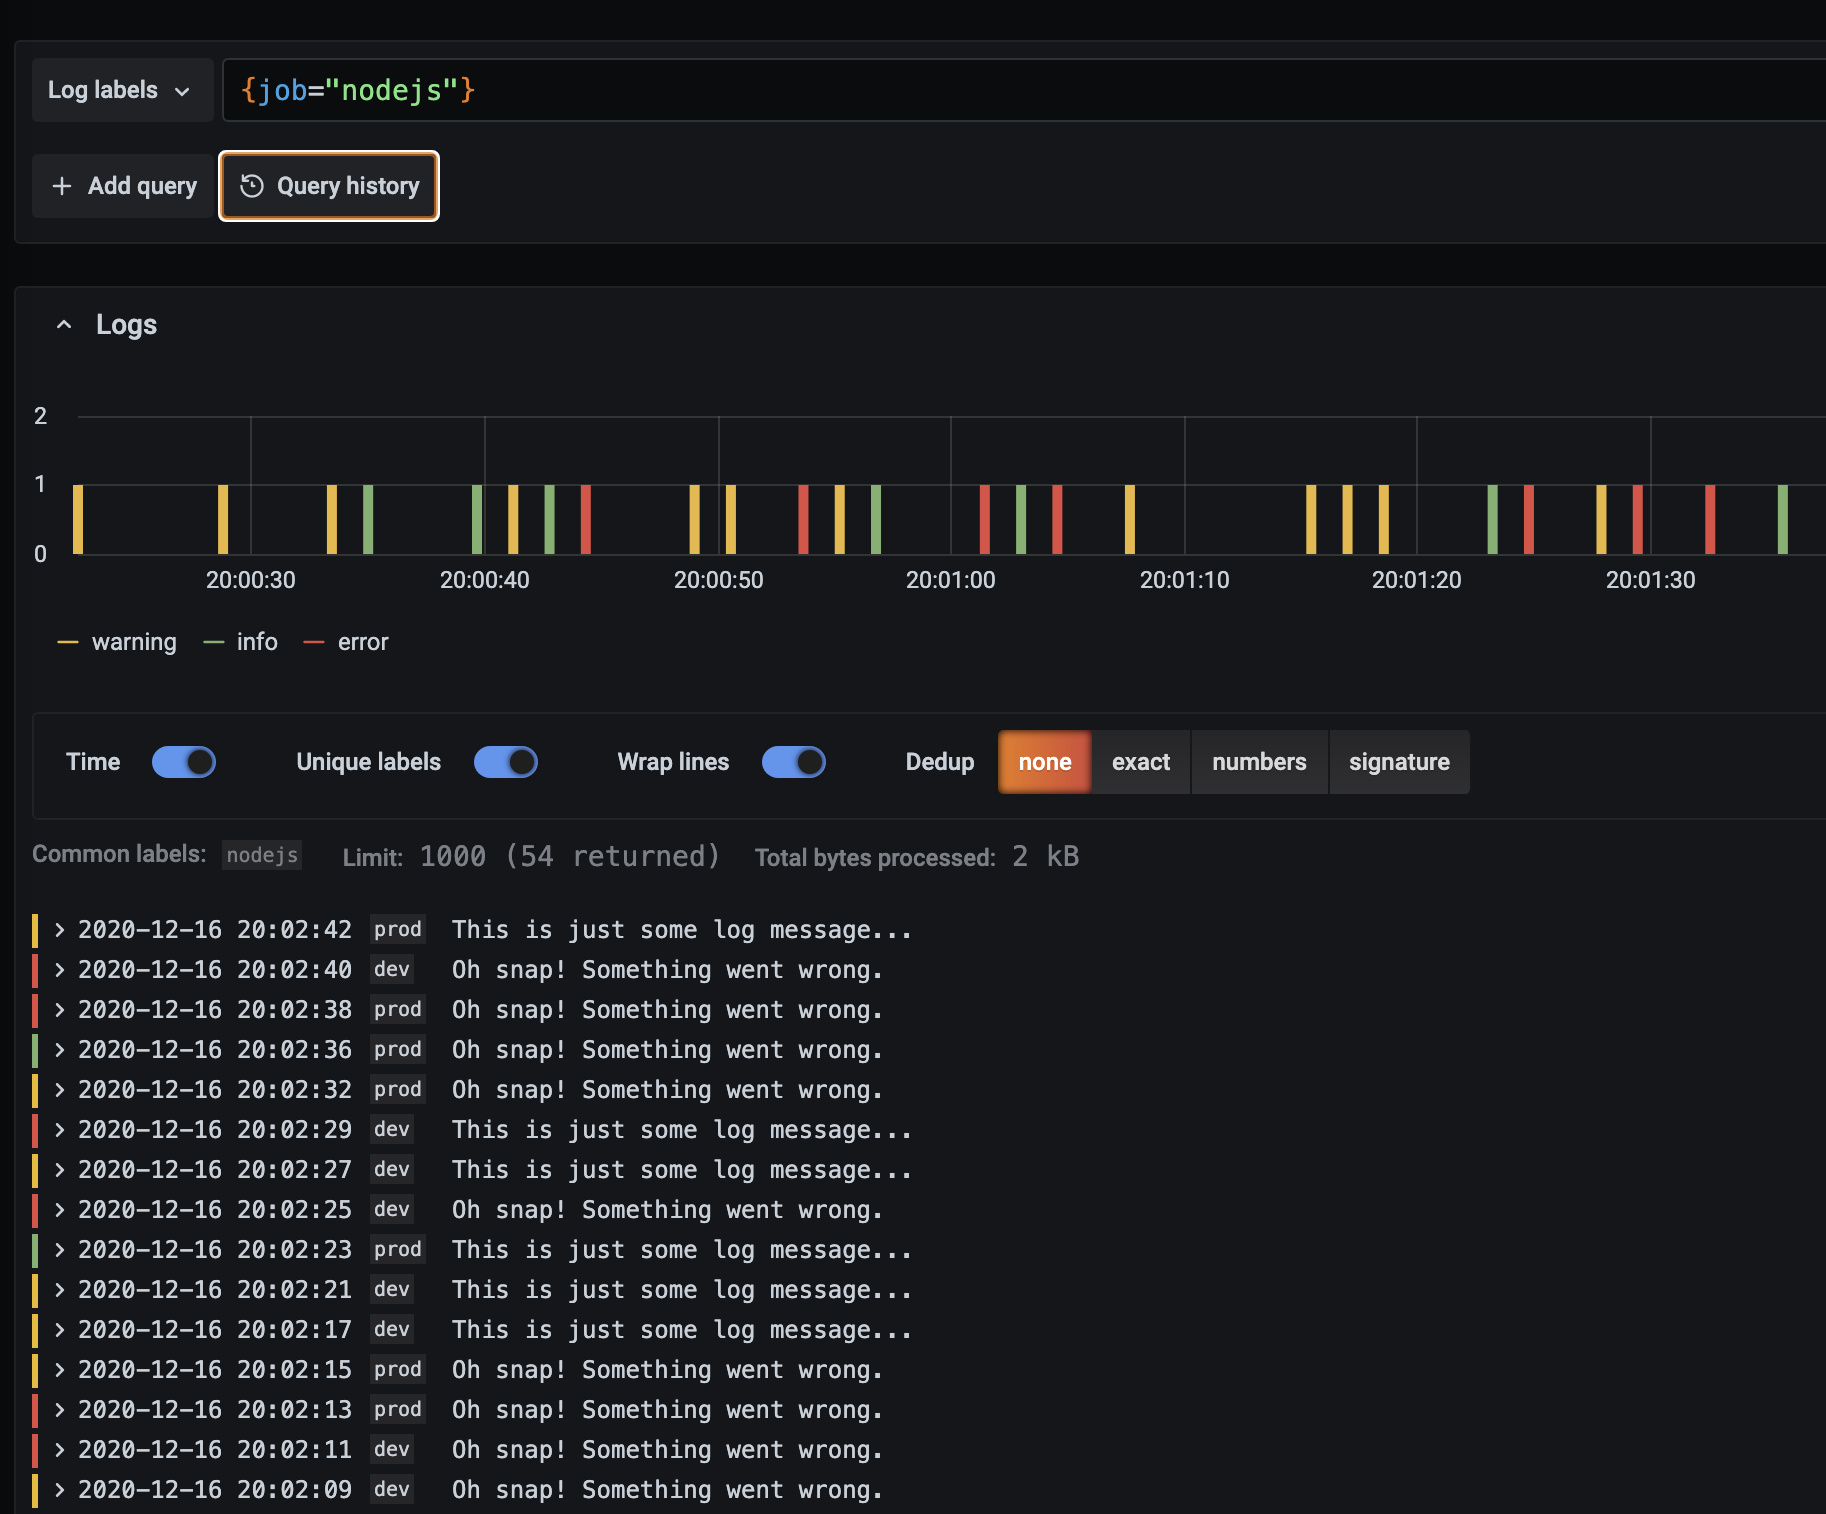 Log labels {job="nodejs"}
+ Add query Query history
Logs
2
1
0
20:00:30 20:00:40 20:00:50 20:01:00 20:01:10 20:01:20 20:01:30
warning info error
Time Unique labels Wrap lines Dedup none exact numbers signature
Common labels: nodejs Limit: 1000 (54 returned) Total bytes processed: 2 kB
> 2020-12-16 20:02:42 prod This is just some log message...
> 2020-12-16 20:02:40 dev Oh snap! Something went wrong.
> 2020-12-16 20:02:38 prod Oh snap! Something went wrong.
> 2020-12-16 20:02:36 prod Oh snap! Something went wrong.
> 2020-12-16 20:02:32 prod Oh snap! Something went wrong.
> 2020-12-16 20:02:29 dev This is just some log message...
> 2020-12-16 20:02:27 dev This is just some log message...
> 2020-12-16 20:02:25 dev Oh snap! Something went wrong.
> 2020-12-16 20:02:23 prod This is just some log message...
> 2020-12-16 20:02:21 dev This is just some log message...
> 2020-12-16 20:02:17 dev This is just some log message...
> 2020-12-16 20:02:15 prod Oh snap! Something went wrong.
> 2020-12-16 20:02:13 prod Oh snap! Something went wrong.
> 2020-12-16 20:02:11 dev Oh snap! Something went wrong.
> 2020-12-16 20:02:09 dev Oh snap! Something went wrong.